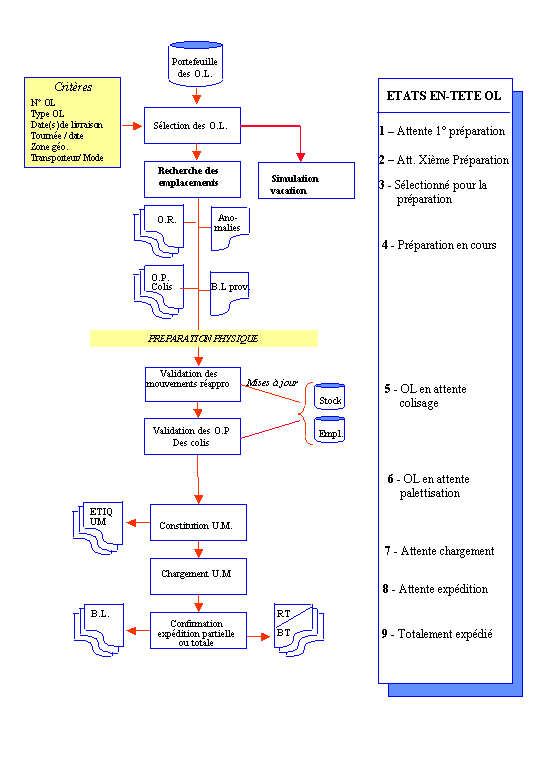 Portefeuille
des O.L.
Critères
N° OL
Type OL
Date(s)de livraison
Tournée / date
Zone géo.
Transporteur/ Mode
Sélection des O.L.
Recherche des
emplacements
Simulation
vacation
O.R.
Ano-
malies
O.P.
Colis
B.L prov.
PREPARATION PHYSIQUE
Validation des
mouvements réappro
Mises à jour
Stock
Empl.
Validation des O.P
Des colis
ETIQ
UM
Constitution U.M.
Chargement U.M
B.L.
Confirmation
expédition partielle
ou totale
RT
BT
ETATS EN-TETE OL
1 – Attente 1° préparation
2 – Att. Xième Préparation
3 - Sélectionné pour la
préparation
4 - Préparation en cours
5 - OL en attente
colisage
6 - OL en attente
palettisation
7 - Attente chargement
8 - Attente expédition
9 - Totalement expédié